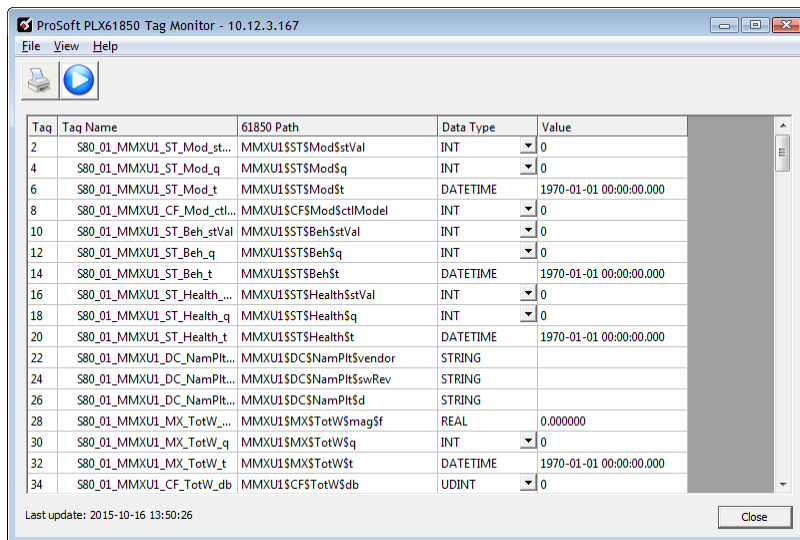 ProSoft PLX61850 Tag Monitor - 10.12.3.167
File View Help
Tag Tag Name 61850 Path Data Type Value
2 S80_01_MMXU1_ST_Mod_st... MMXU1$ST$Mod$stVal INT 0
4 S80_01_MMXU1_ST_Mod_q MMXU1$ST$Mod$q INT 0
6 S80_01_MMXU1_ST_Mod_t MMXU1$ST$Mod$t DATETIME 1970-01-01 00:00:00.000
8 S80_01_MMXU1_CF_Mod_ctl... MMXU1$CF$Mod$ctlModel INT 0
10 S80_01_MMXU1_ST_Beh_stVal MMXU1$ST$Beh$stVal INT 0
12 S80_01_MMXU1_ST_Beh_q MMXU1$ST$Beh$q INT 0
14 S80_01_MMXU1_ST_Beh_t MMXU1$ST$Beh$t DATETIME 1970-01-01 00:00:00.000
16 S80_01_MMXU1_ST_Health_... MMXU1$ST$Health$stVal INT 0
18 S80_01_MMXU1_ST_Health_q MMXU1$ST$Health$q INT 0
20 S80_01_MMXU1_ST_Health_t MMXU1$ST$Health$t DATETIME 1970-01-01 00:00:00.000
22 S80_01_MMXU1_DC_NamPlt... MMXU1$DC$NamPlt$vendor STRING
24 S80_01_MMXU1_DC_NamPlt... MMXU1$DC$NamPlt$swRev STRING
26 S80_01_MMXU1_DC_NamPlt... MMXU1$DC$NamPlt$d STRING
28 S80_01_MMXU1_MX_TotW_... MMXU1$MX$TotW$mag$f REAL 0.000000
30 S80_01_MMXU1_MX_TotW_q MMXU1$MX$TotW$q INT 0
32 S80_01_MMXU1_MX_TotW_t MMXU1$MX$TotW$t DATETIME 1970-01-01 00:00:00.000
34 S80_01_MMXU1_CF_TotW_db MMXU1$CF$TotW$db UDINT 0
Last update: 2015-10-16 13:50:26
Close